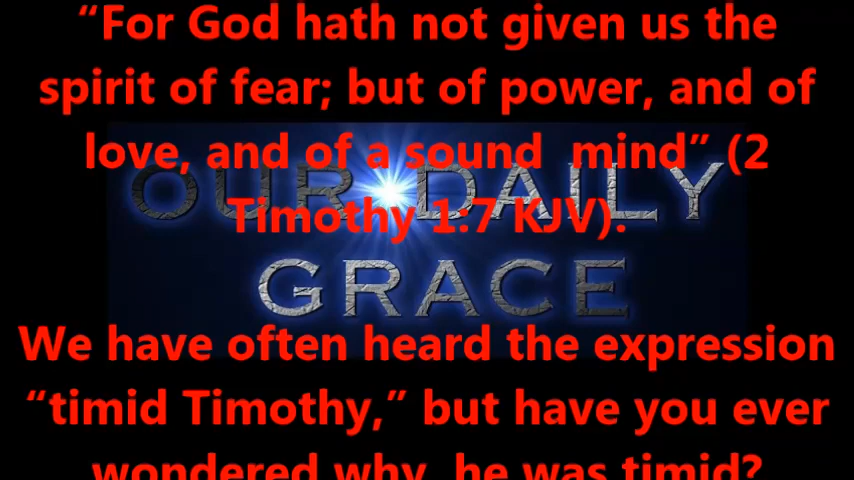 “For God hath not given us the
spirit of fear; but of power, and of
love, and of a sound  mind” (2
Timothy 1:7 KJV).
OUR DAILY
GRACE
We have often heard the expression
“timid Timothy,” but have you ever
wondered why  he was timid?